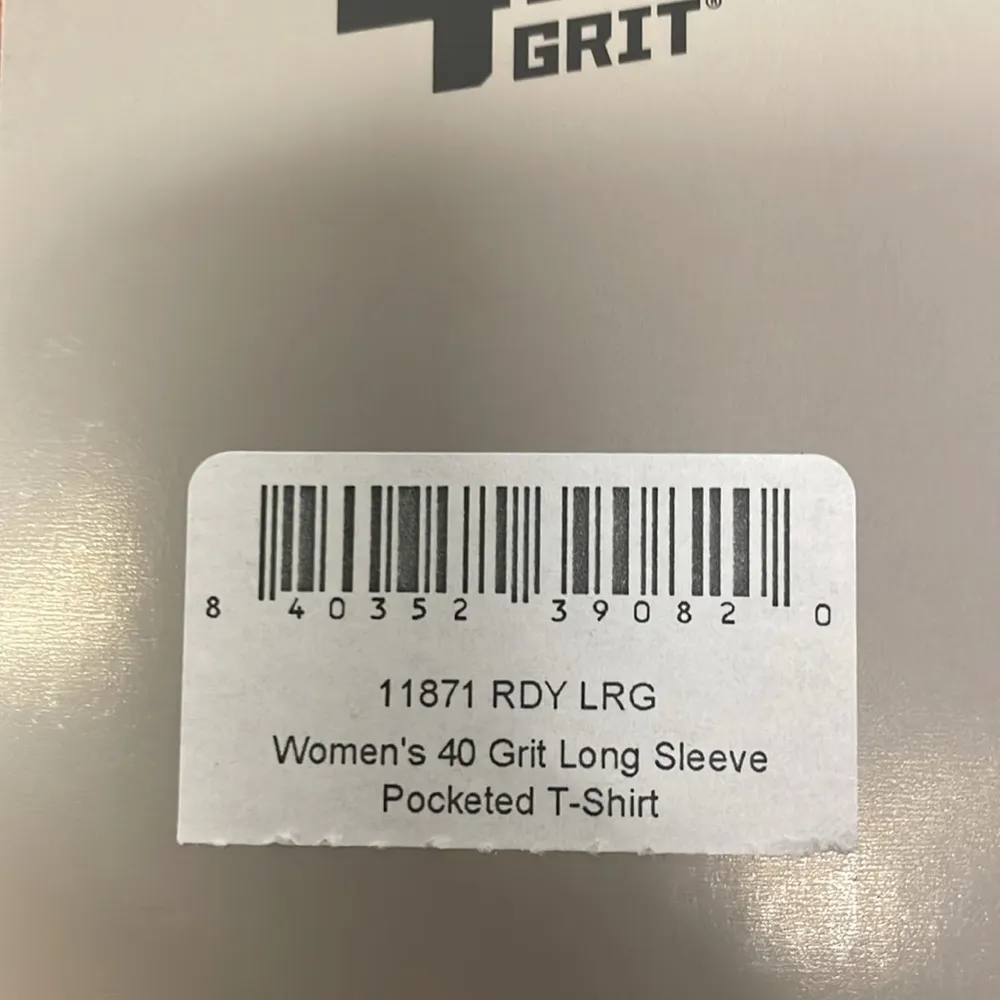 GRIT®
8 40352 39082 0
11871 RDY LRG
Women's 40 Grit Long Sleeve
Pocketed T-Shirt